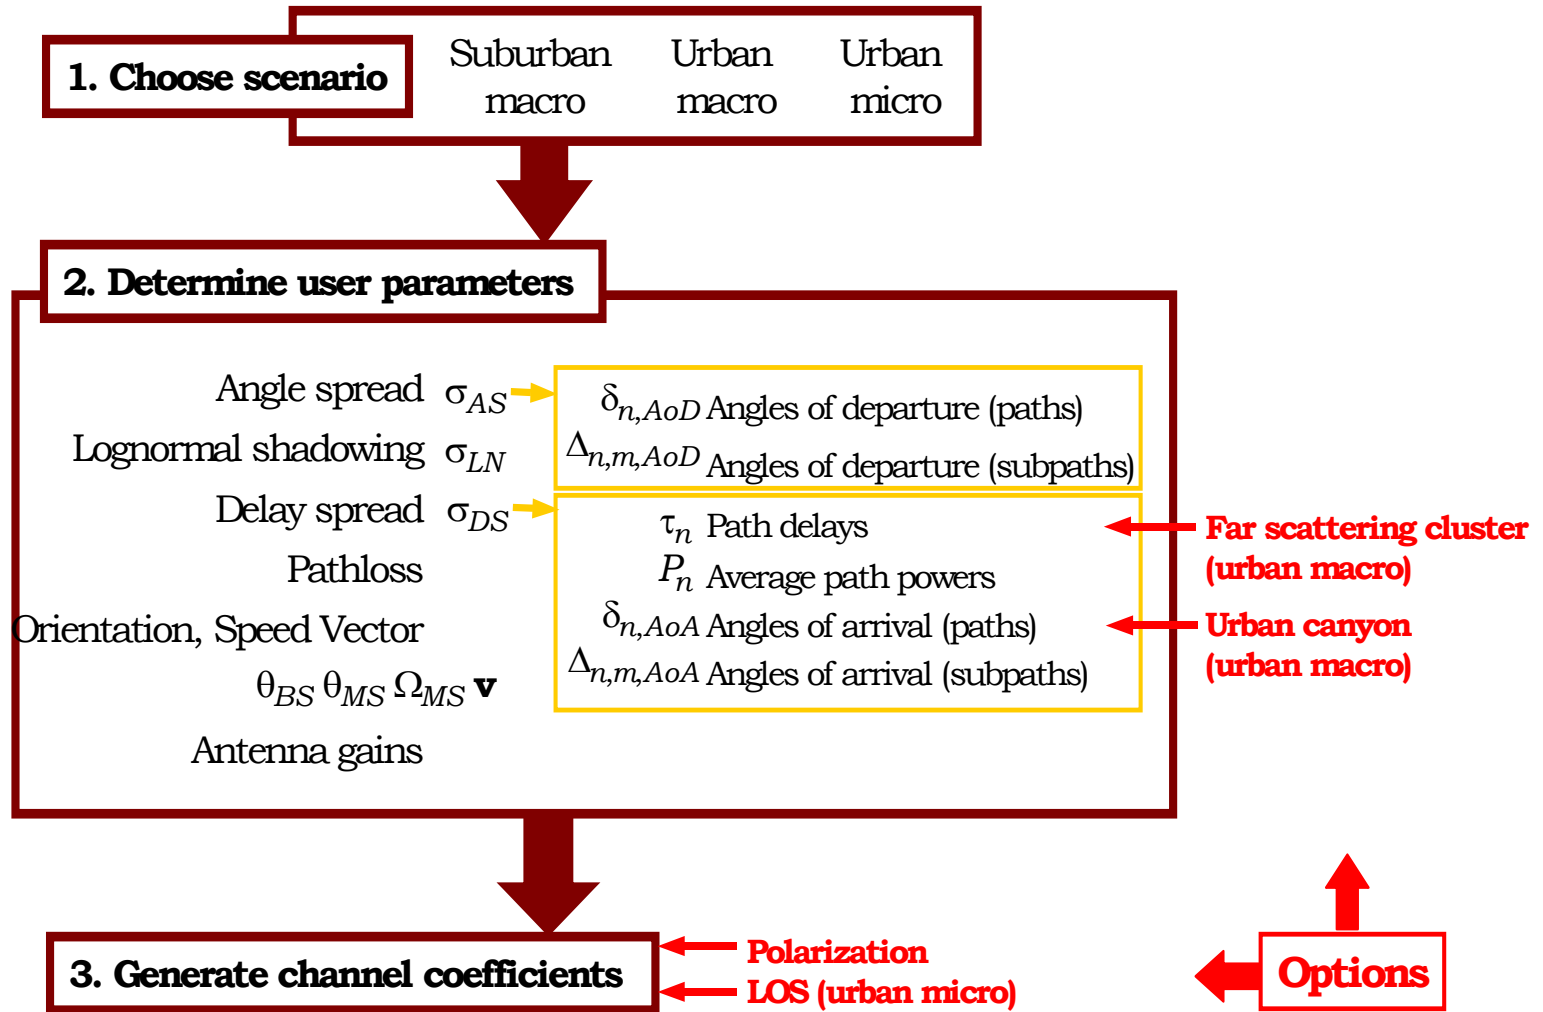 1. Choose scenario
Suburban macro
Urban macro
Urban micro
2. Determine user parameters
Angle spread σAS
Lognormal shadowing σLN
Delay spread σDS
Pathloss
Orientation, Speed Vector
θBS θMS ΩMS v
Antenna gains
δn,AoD Angles of departure (paths)
Δn,m,AoD Angles of departure (subpaths)
τn Path delays
Pn Average path powers
δn,AoA Angles of arrival (paths)
Δn,m,AoA Angles of arrival (subpaths)
Far scattering cluster
(urban macro)
Urban canyon
(urban macro)
3. Generate channel coefficients
Polarization
LOS (urban micro)
Options